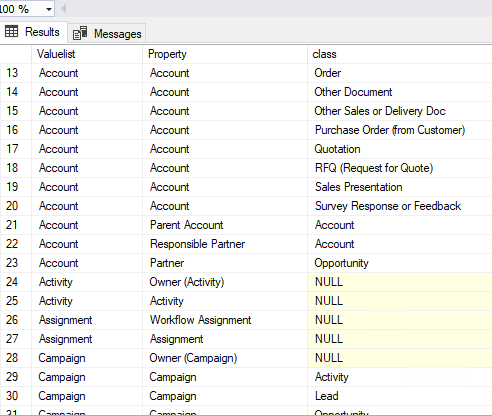 100 %
Results Messages
Valuelist Property class
13 Account Account Order
14 Account Account Other Document
15 Account Account Other Sales or Delivery Doc
16 Account Account Purchase Order (from Customer)
17 Account Account Quotation
18 Account Account RFQ (Request for Quote)
19 Account Account Sales Presentation
20 Account Account Survey Response or Feedback
21 Account Parent Account Account
22 Account Responsible Partner Account
23 Account Partner Opportunity
24 Activity Owner (Activity) NULL
25 Activity Activity NULL
26 Assignment Workflow Assignment NULL
27 Assignment Assignment NULL
28 Campaign Owner (Campaign) NULL
29 Campaign Campaign Activity
30 Campaign Campaign Lead
31 Campaign Campaign Opportunity